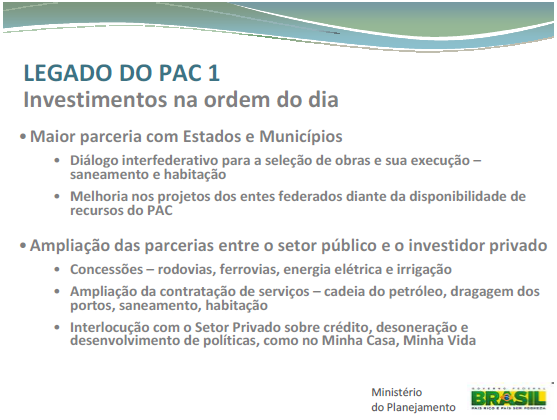 LEGADO DO PAC 1
Investimentos na ordem do dia
• Maior parceria com Estados e Municípios
• Diálogo interfederativo para a seleção de obras e sua execução –
saneamento e habitação
• Melhoria nos projetos dos entes federados diante da disponibilidade de
recursos do PAC
• Ampliação das parcerias entre o setor público e o investidor privado
• Concessões – rodovias, ferrovias, energia elétrica e irrigação
• Ampliação da contratação de serviços – cadeia do petróleo, dragagem dos
portos, saneamento, habitação
• Interlocução com o Setor Privado sobre crédito, desoneração e
desenvolvimento de políticas, como no Minha Casa, Minha Vida
Ministério
do Planejamento
GOVERNO FEDERAL
BRASIL
PAÍS RICO É PAÍS SEM POBREZA